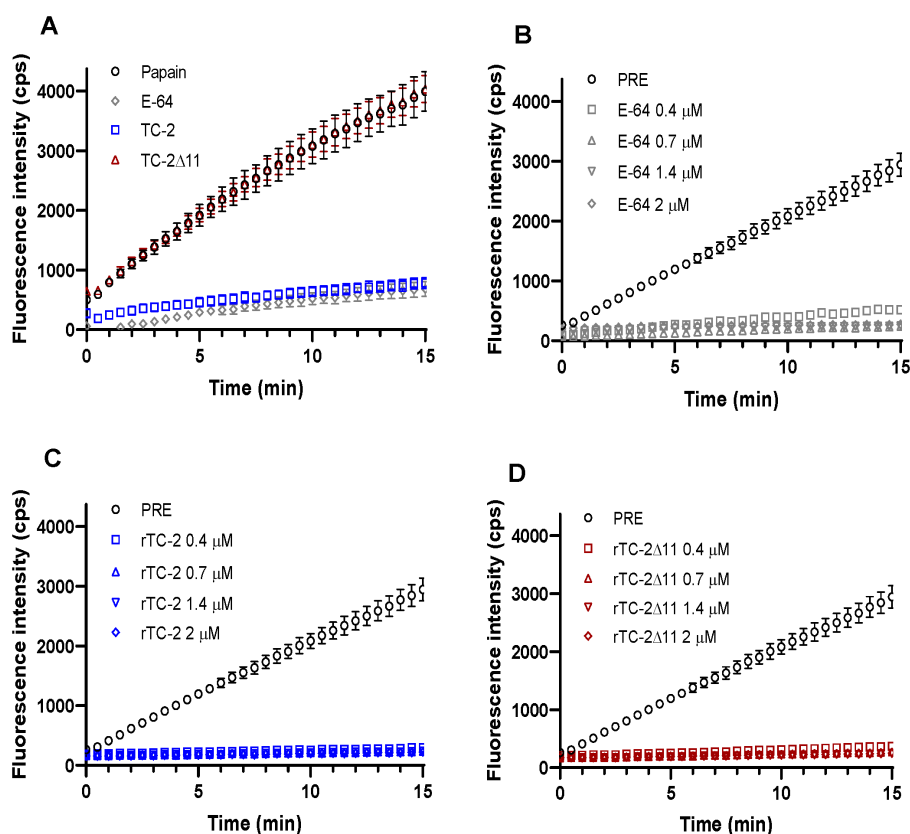 A
Fluorescence intensity (cps)
4000
3000
2000
1000
0
Papain
E-64
TC-2
TC-2Δ11
0
5
10
15
Time (min)
B
Fluorescence intensity (cps)
4000
3000
2000
1000
0
PRE
E-64 0.4 μM
E-64 0.7 μM
E-64 1.4 μM
E-64 2 μM
0
5
10
15
Time (min)
C
Fluorescence intensity (cps)
4000
3000
2000
1000
0
PRE
rTC-2 0.4 μM
rTC-2 0.7 μM
rTC-2 1.4 μM
rTC-2 2 μM
0
5
10
15
Time (min)
D
Fluorescence intensity (cps)
4000
3000
2000
1000
0
PRE
rTC-2Δ11 0.4 μM
rTC-2Δ11 0.7 μM
rTC-2Δ11 1.4 μM
rTC-2Δ11 2 μM
0
5
10
15
Time (min)